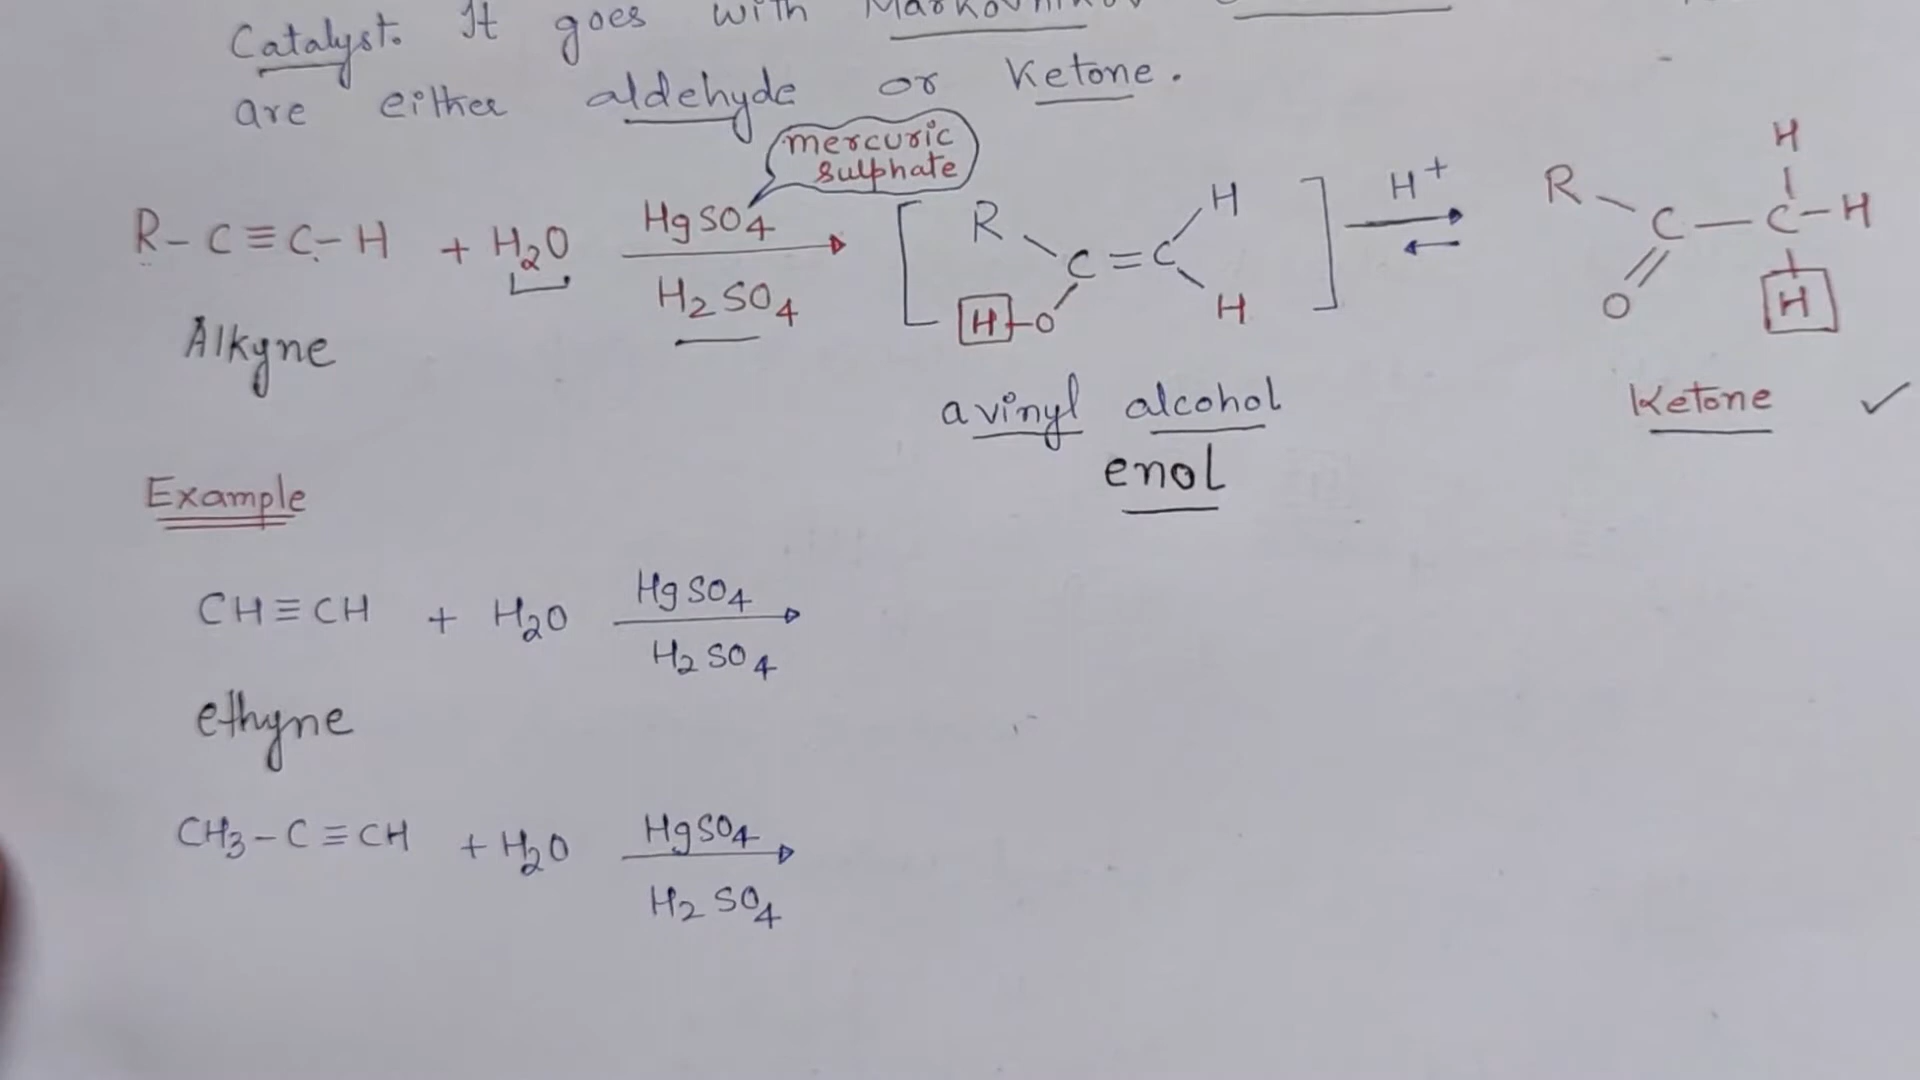 Catalyst. It goes with Markovnikov
are either aldehyde or Ketone.
mercuric
sulphate
R-C≡C-H + H2O HgSO4 H2SO4 [R C=C H H H-O] H+ R C-C-H O H H
Alkyne
a vinyl alcohol
enol
Ketone ✓
Example
CH≡CH + H2O HgSO4
H2SO4
ethyne
CH3-C≡CH + H2O HgSO4
H2SO4